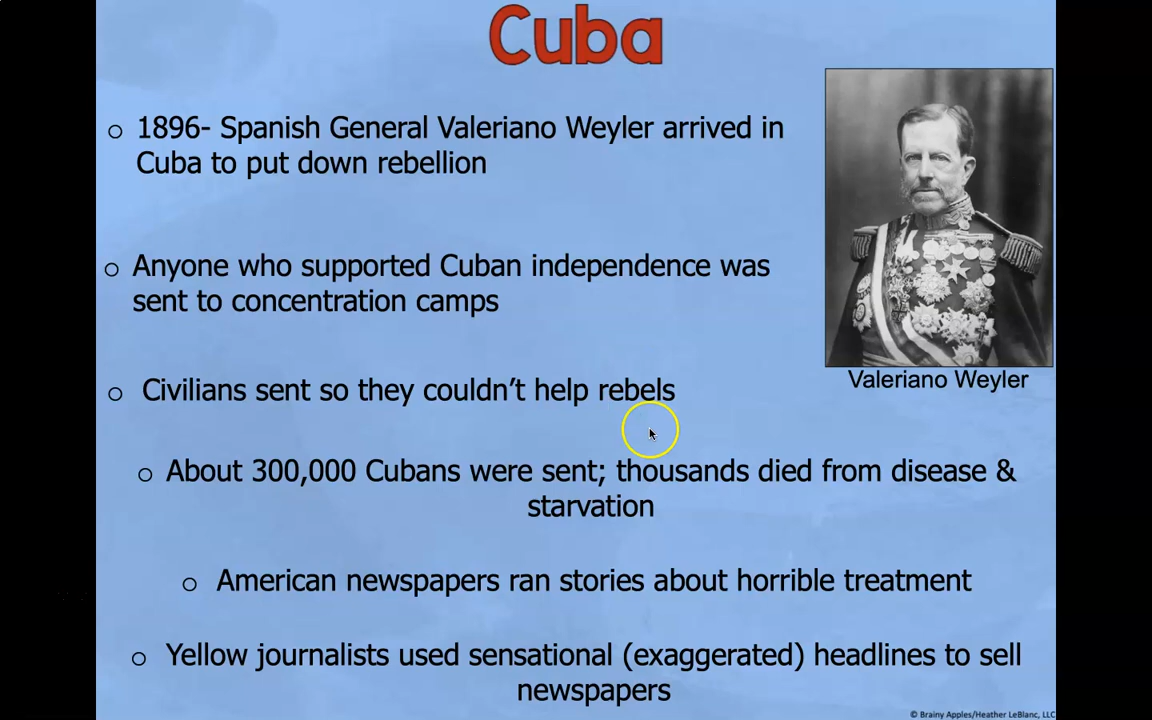 Cuba
o 1896- Spanish General Valeriano Weyler arrived in
Cuba to put down rebellion
o Anyone who supported Cuban independence was
sent to concentration camps
Valeriano Weyler
o Civilians sent so they couldn't help rebels
o About 300,000 Cubans were sent; thousands died from disease &
starvation
o American newspapers ran stories about horrible treatment
o Yellow journalists used sensational (exaggerated) headlines to sell
newspapers
© Brainy Apples/Heather LeBlanc, LLC